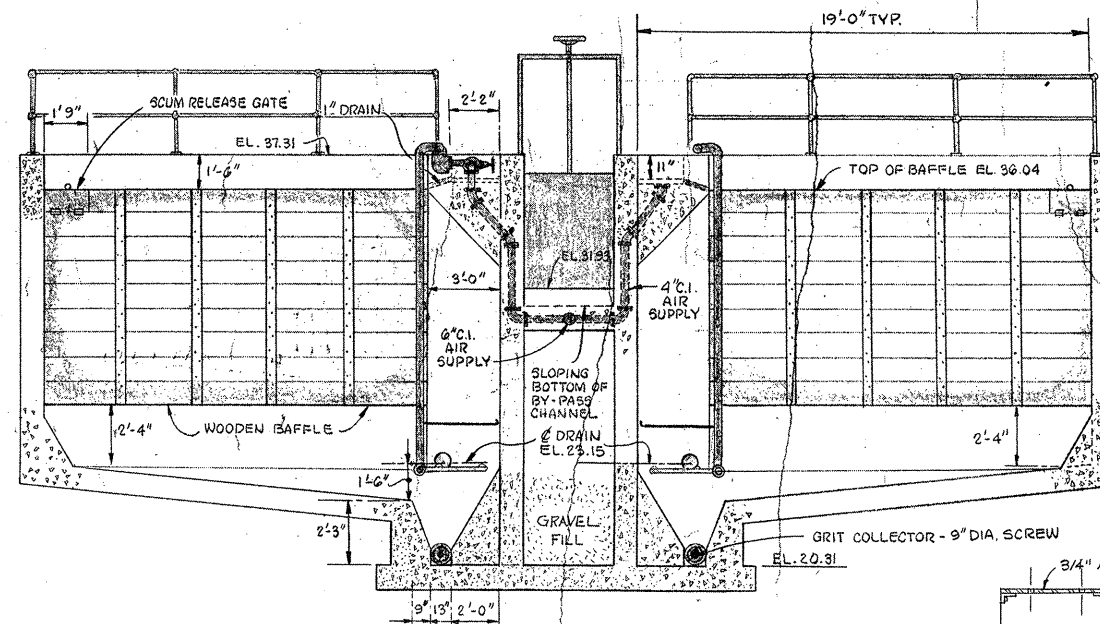 19'-0" TYP.
SCUM RELEASE GATE
1'9"
1" DRAIN
2'-2"
EL. 37.31
1'-6"
11"
TOP OF BAFFLE EL. 36.04
EL. 31.93
3'-0"
4" C.I.
AIR
SUPPLY
6" C.I.
AIR
SUPPLY
SLOPING
BOTTOM OF
BY-PASS
CHANNEL
2'-4"
WOODEN BAFFLE
℄ DRAIN
EL. 23.15
2'-4"
1'-6"
2'-3"
GRAVEL
FILL
GRIT COLLECTOR - 9" DIA. SCREW
EL. 20.31
3/4"
9" 13" 2'-0"